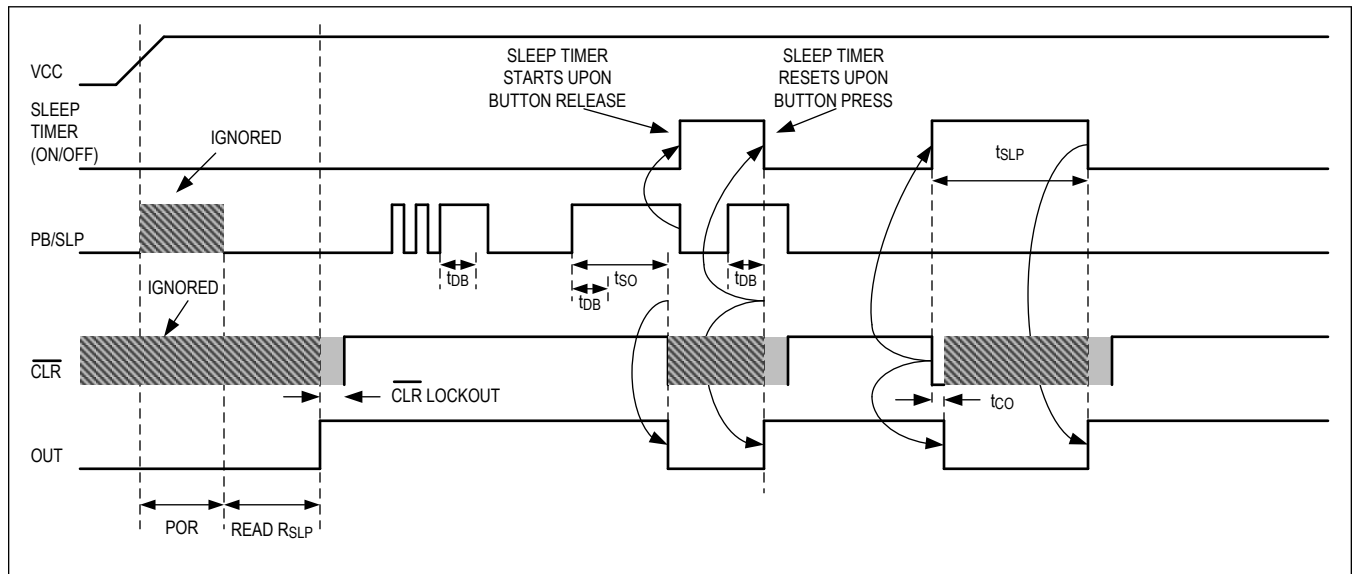 VCC
SLEEP
TIMER
(ON/OFF)
IGNORED
SLEEP TIMER
STARTS UPON
BUTTON RELEASE
SLEEP TIMER
RESETS UPON
BUTTON PRESS
tSLP
PB/SLP
tDB
tSO
tDB
tDB
IGNORED
CLR
CLR LOCKOUT
tCO
OUT
POR
READ RSLP